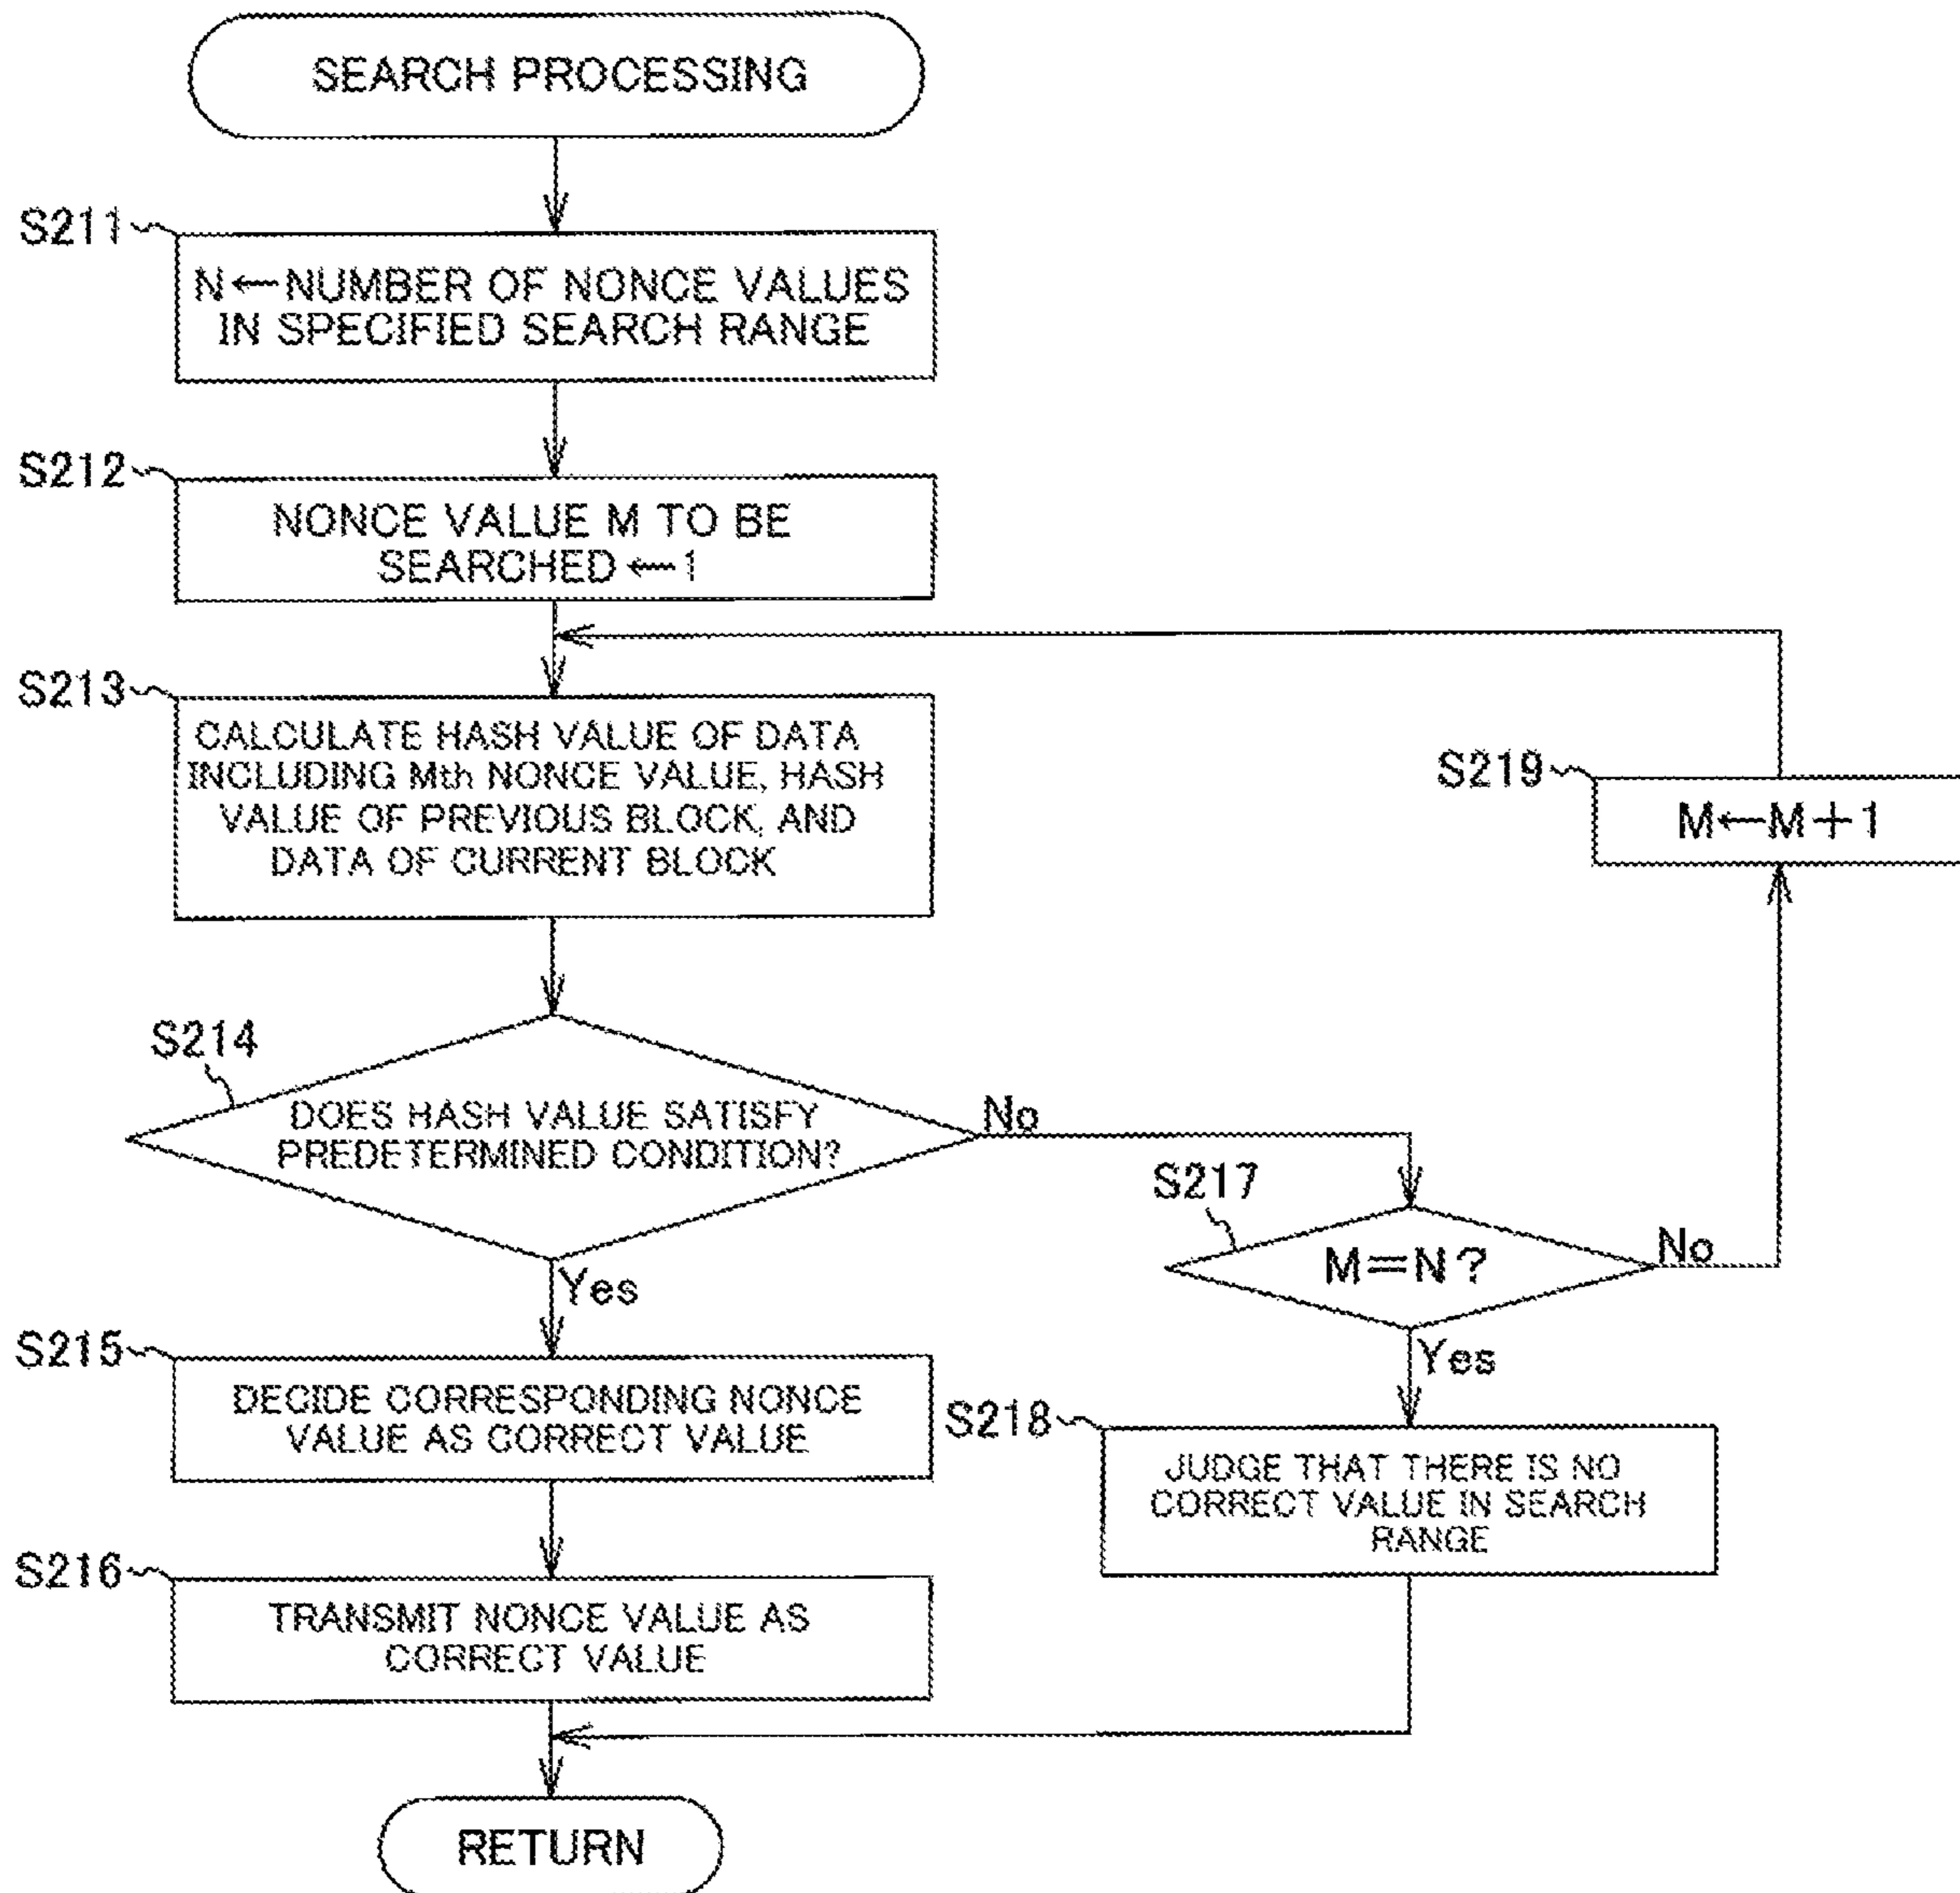 SEARCH PROCESSING
S211
N←NUMBER OF NONCE VALUES
IN SPECIFIED SEARCH RANGE
S212
NONCE VALUE M TO BE
SEARCHED←1
S213
CALCULATE HASH VALUE OF DATA
INCLUDING Mth NONCE VALUE, HASH
VALUE OF PREVIOUS BLOCK, AND
DATA OF CURRENT BLOCK
S219
M←M+1
S214
DOES HASH VALUE SATISFY
PREDETERMINED CONDITION?
No
S217
M=N?
No
Yes
Yes
S215
DECIDE CORRESPONDING NONCE
VALUE AS CORRECT VALUE
S218
JUDGE THAT THERE IS NO
CORRECT VALUE IN SEARCH
RANGE
S216
TRANSMIT NONCE VALUE AS
CORRECT VALUE
RETURN